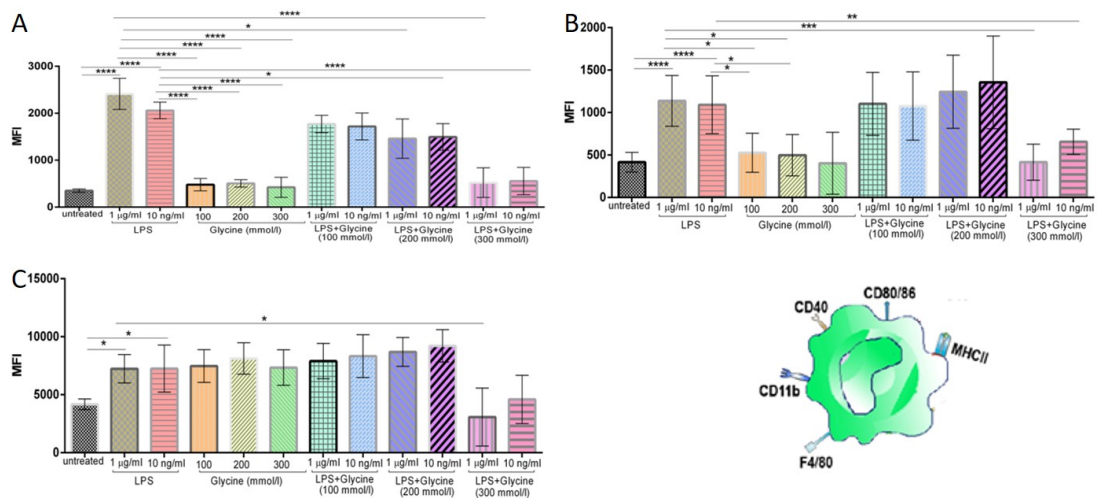 A
****
*
****
****
****
****
****
****
*
****
****
****
3000
2000
1000
0
MFI
untreated
1 µg/ml
10 ng/ml
100
200
300
1 µg/ml
10 ng/ml
1 µg/ml
10 ng/ml
1 µg/ml
10 ng/ml
LPS
Glycine (mmol/l)
LPS+Glycine
(100 mmol/l)
LPS+Glycine
(200 mmol/l)
LPS+Glycine
(300 mmol/l)
B
**
***
*
*
****
*
****
*
2000
1500
1000
500
0
MFI
untreated
1 µg/ml
10 ng/ml
100
200
300
1 µg/ml
10 ng/ml
1 µg/ml
10 ng/ml
1 µg/ml
10 ng/ml
LPS
Glycine (mmol/l)
LPS+Glycine
(100 mmol/l)
LPS+Glycine
(200 mmol/l)
LPS+Glycine
(300 mmol/l)
C
*
*
*
15000
10000
5000
0
MFI
untreated
1 µg/ml
10 ng/ml
100
200
300
1 µg/ml
10 ng/ml
1 µg/ml
10 ng/ml
1 µg/ml
10 ng/ml
LPS
Glycine (mmol/l)
LPS+Glycine
(100 mmol/l)
LPS+Glycine
(200 mmol/l)
LPS+Glycine
(300 mmol/l)
CD80/86
CD40
MHCII
CD11b
F4/80